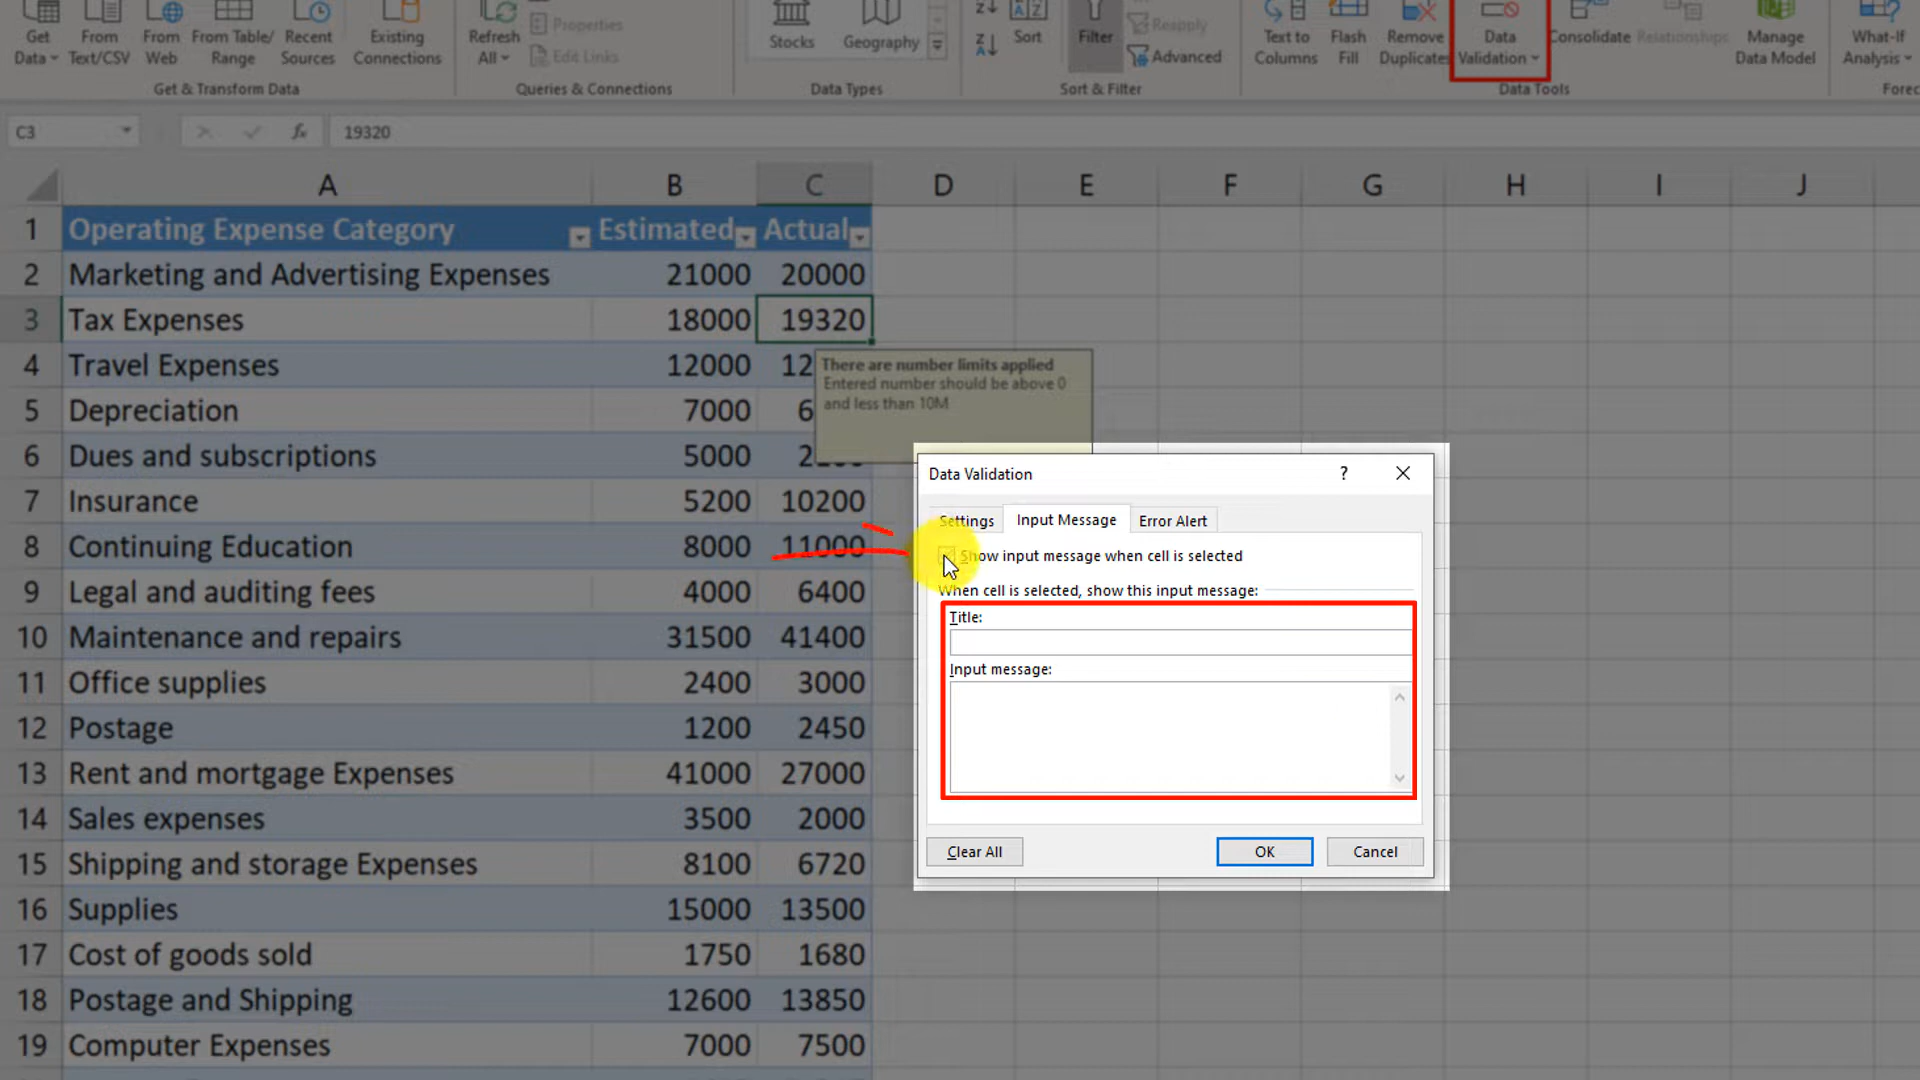 Get Data
From Text/CSV
From Web
From Table/ Range
Recent Sources
Existing Connections
Refresh All
Properties
Edit Links
Stocks
Geography
Sort
Filter
Reapply
Advanced
Text to Columns
Flash Fill
Remove Duplicates
Data Validation
Consolidate
Relationships
Manage Data Model
What-If Analysis
Get & Transform Data
Queries & Connections
Data Types
Sort & Filter
Data Tools
Forec
C3
fx
19320
A B C D E F G H I J
1 Operating Expense Category Estimated Actual
2 Marketing and Advertising Expenses 21000 20000
3 Tax Expenses 18000 19320
4 Travel Expenses 12000 12
5 Depreciation 7000 6
6 Dues and subscriptions 5000
7 Insurance 5200 10200
8 Continuing Education 8000 11000
9 Legal and auditing fees 4000 6400
10 Maintenance and repairs 31500 41400
11 Office supplies 2400 3000
12 Postage 1200 2450
13 Rent and mortgage Expenses 41000 27000
14 Sales expenses 3500 2000
15 Shipping and storage Expenses 8100 6720
16 Supplies 15000 13500
17 Cost of goods sold 1750 1680
18 Postage and Shipping 12600 13850
19 Computer Expenses 7000 7500
There are number limits applied
Entered number should be above 0
and less than 10M
Data Validation ?
Settings Input Message Error Alert
Show input message when cell is selected
When cell is selected, show this input message:
Title:
Input message:
Clear All OK Cancel